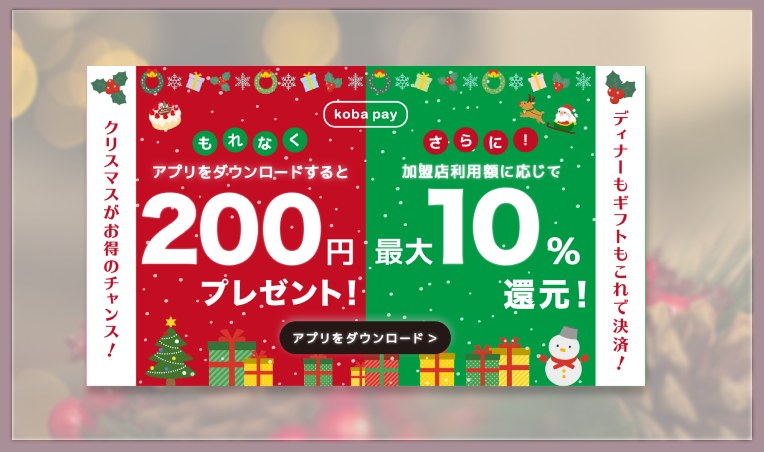 koba pay
クリスマスがお得のチャンス！
もれなく
アプリをダウンロードすると
200円
プレゼント！
さらに！
加盟店利用額に応じて
最大10%
還元！
アプリをダウンロード >
ディナーもギフトもこれで決済！